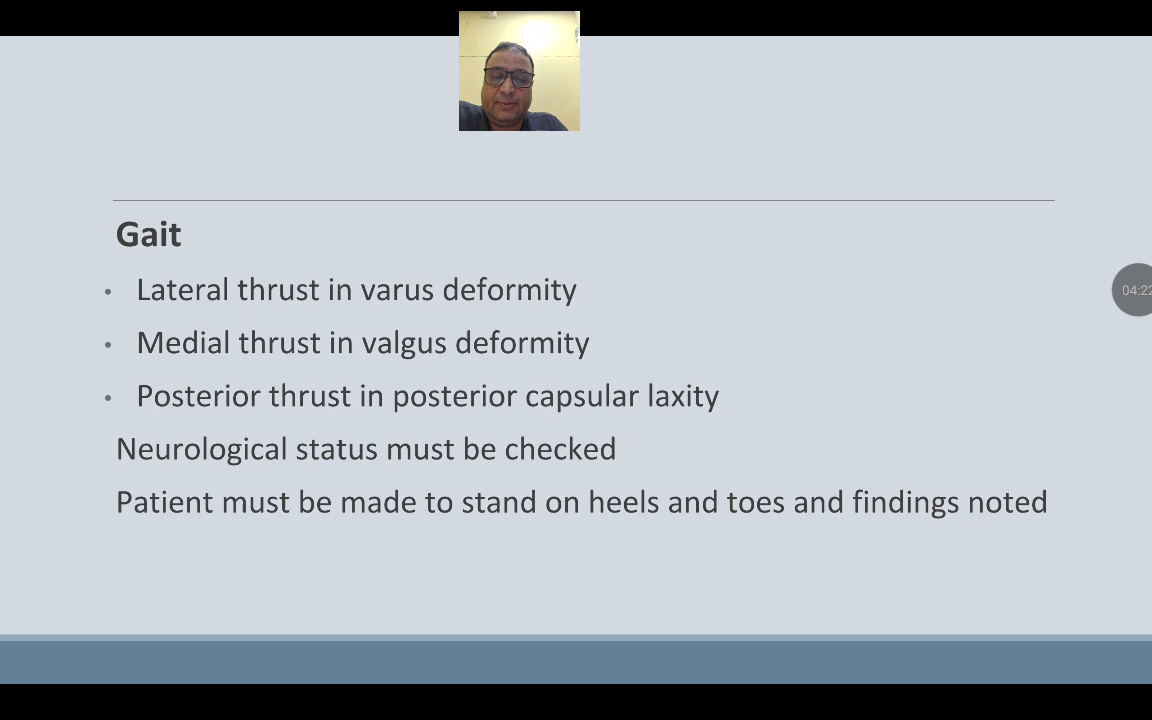 Gait
• Lateral thrust in varus deformity
• Medial thrust in valgus deformity
• Posterior thrust in posterior capsular laxity
Neurological status must be checked
Patient must be made to stand on heels and toes and findings noted
04:22